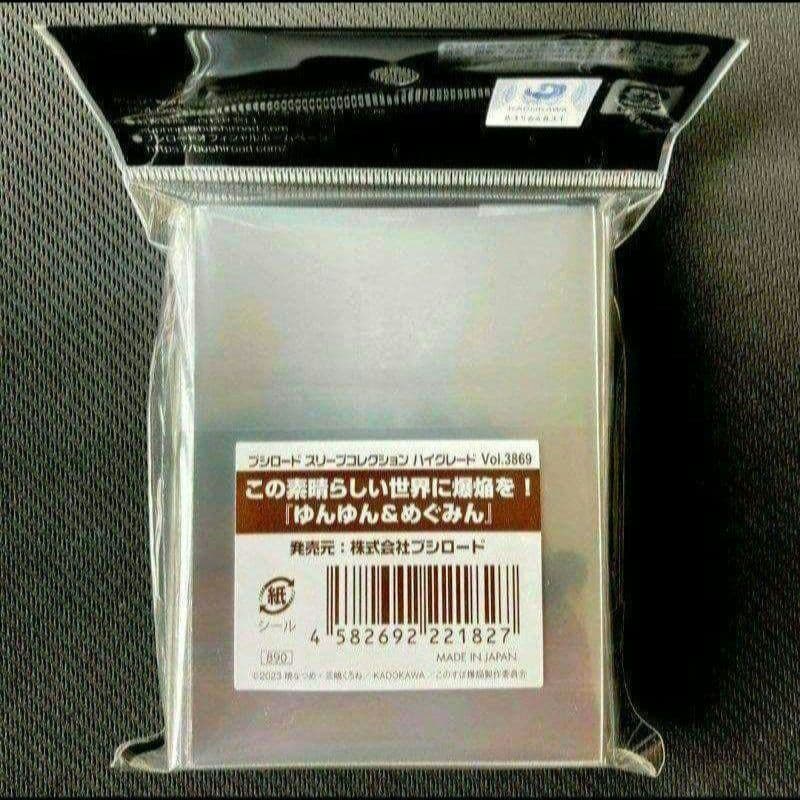 KADOKAWA
83564831
ブシロード スリーブコレクション ハイグレード Vol.3869
この素晴らしい世界に爆焔を！
『ゆんゆん＆めぐみん』
発売元：株式会社ブシロード
紙
シール
4 582692 221827
890
MADE IN JAPAN
©2023 暁なつめ・三嶋くろね／KADOKAWA／このすば爆焔製作委員会